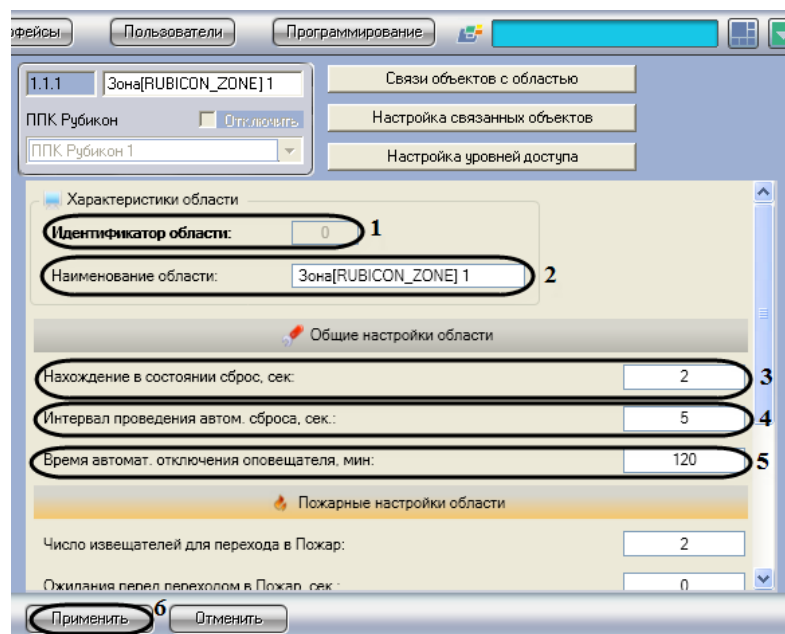 рфейсы Пользователи Программирование
1.1.1 Зона[RUBICON_ZONE] 1 Связи объектов с областью
ППК Рубикон Отключить Настройка связанных объектов
ППК Рубикон 1 Настройка уровней доступа
Характеристики области
Идентификатор области: 0 1
Наименование области: Зона[RUBICON_ZONE] 1 2
Общие настройки области
Нахождение в состоянии сброс, сек: 2 3
Интервал проведения автом. сброса, сек.: 5 4
Время автомат. отключения оповещателя, мин: 120 5
Пожарные настройки области
Число извещателей для перехода в Пожар: 2
Ожидания перед переходом в Пожар, сек.: 0
Применить 6 Отменить